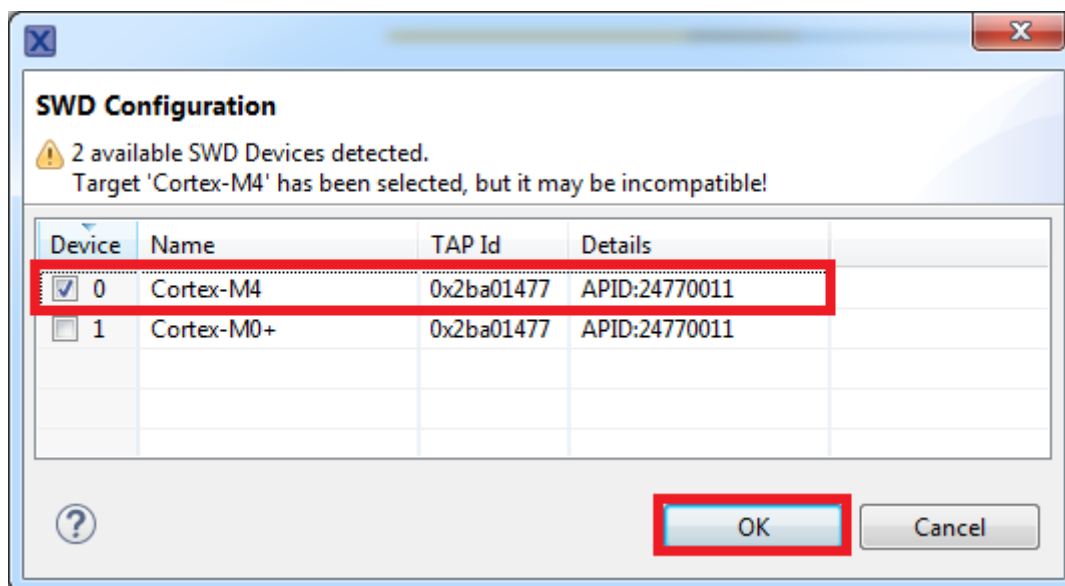 SWD Configuration
2 available SWD Devices detected.
Target 'Cortex-M4' has been selected, but it may be incompatible!
Device Name TAP Id Details
0 Cortex-M4 0x2ba01477 APID:24770011
1 Cortex-M0+ 0x2ba01477 APID:24770011
OK Cancel